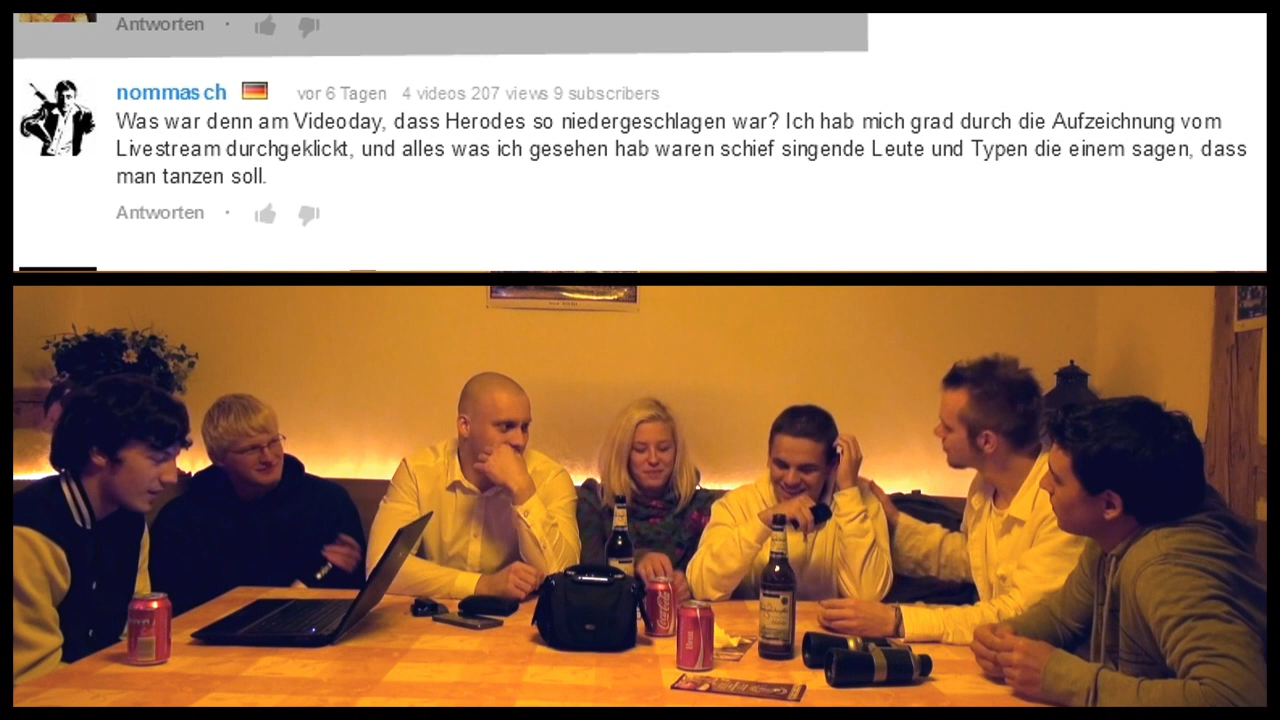 Antworten ·
nommasch vor 6 Tagen 4 videos 207 views 9 subscribers
Was war denn am Videoday, dass Herodes so niedergeschlagen war? Ich hab mich grad durch die Aufzeichnung vom
Livestream durchgeklickt, und alles was ich gesehen hab waren schief singende Leute und Typen die einem sagen, dass
man tanzen soll.
Antworten ·
Coca-Cola